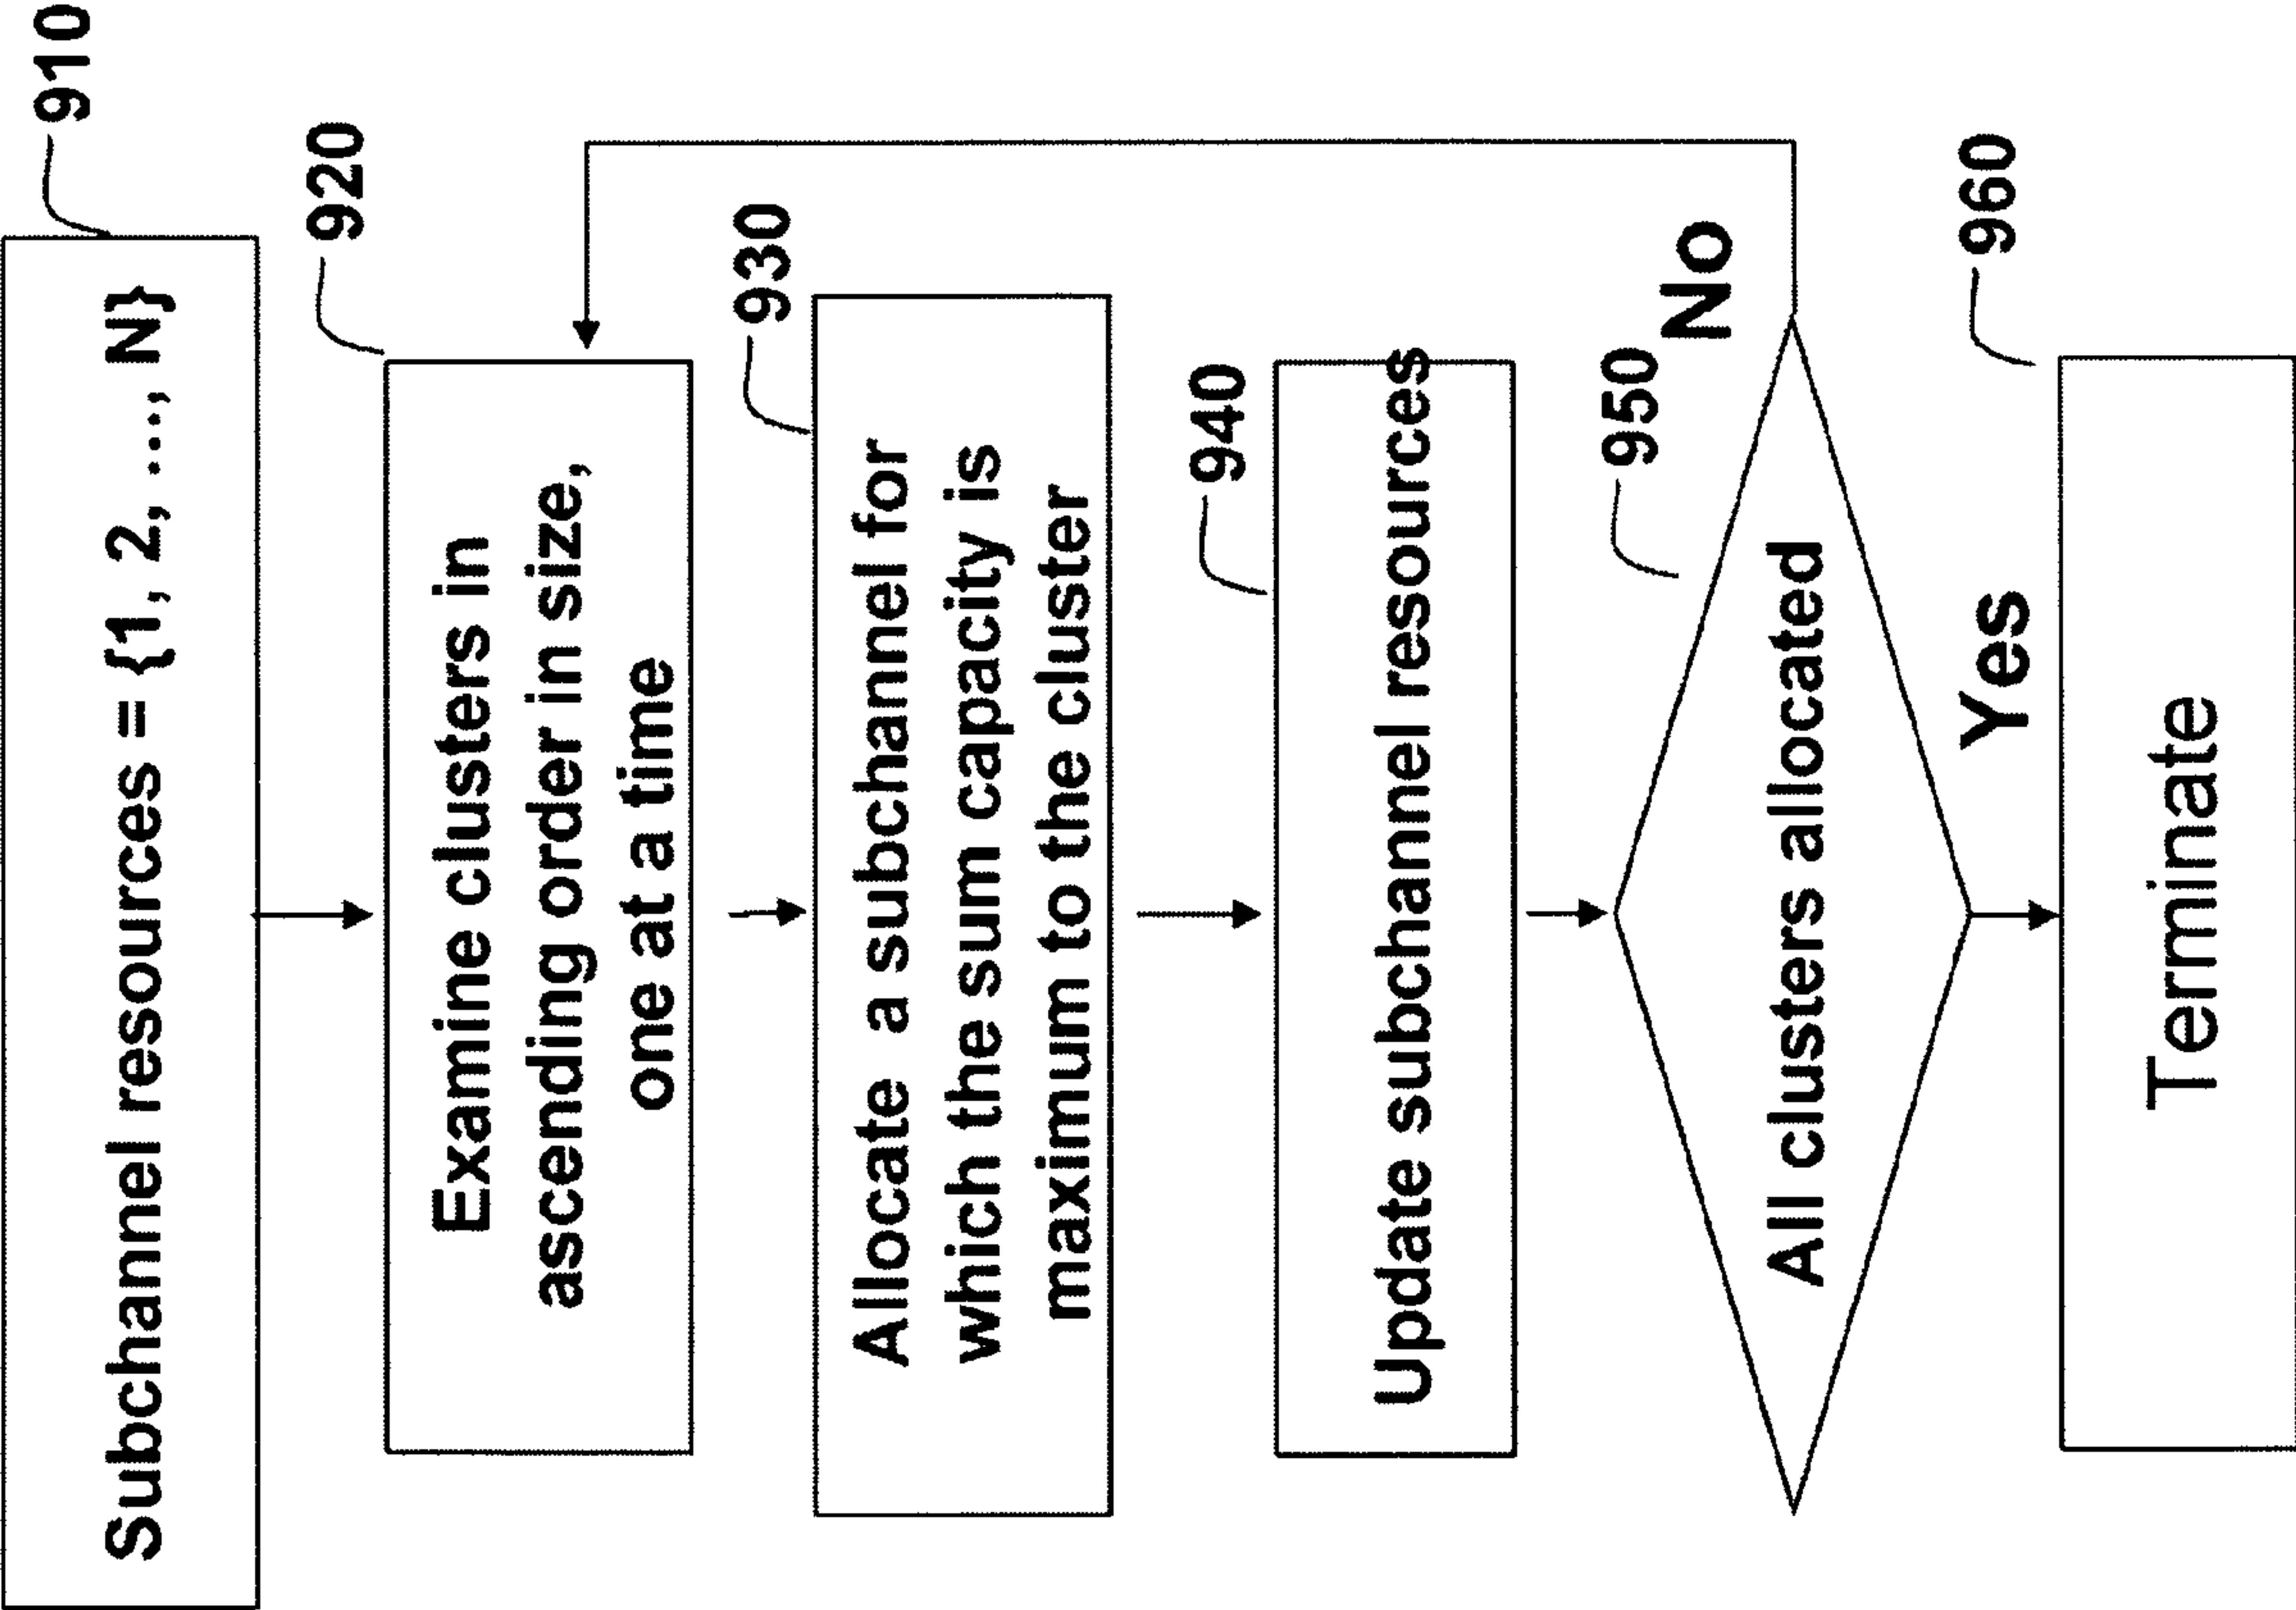 910
Subchannel resources = {1, 2, ..., N}
920
Examine clusters in
ascending order in size,
one at a time
930
Allocate a subchannel for
which the sum capacity is
maximum to the cluster
940
Update subchannel resources
950
No
All clusters allocated
Yes
960
Terminate